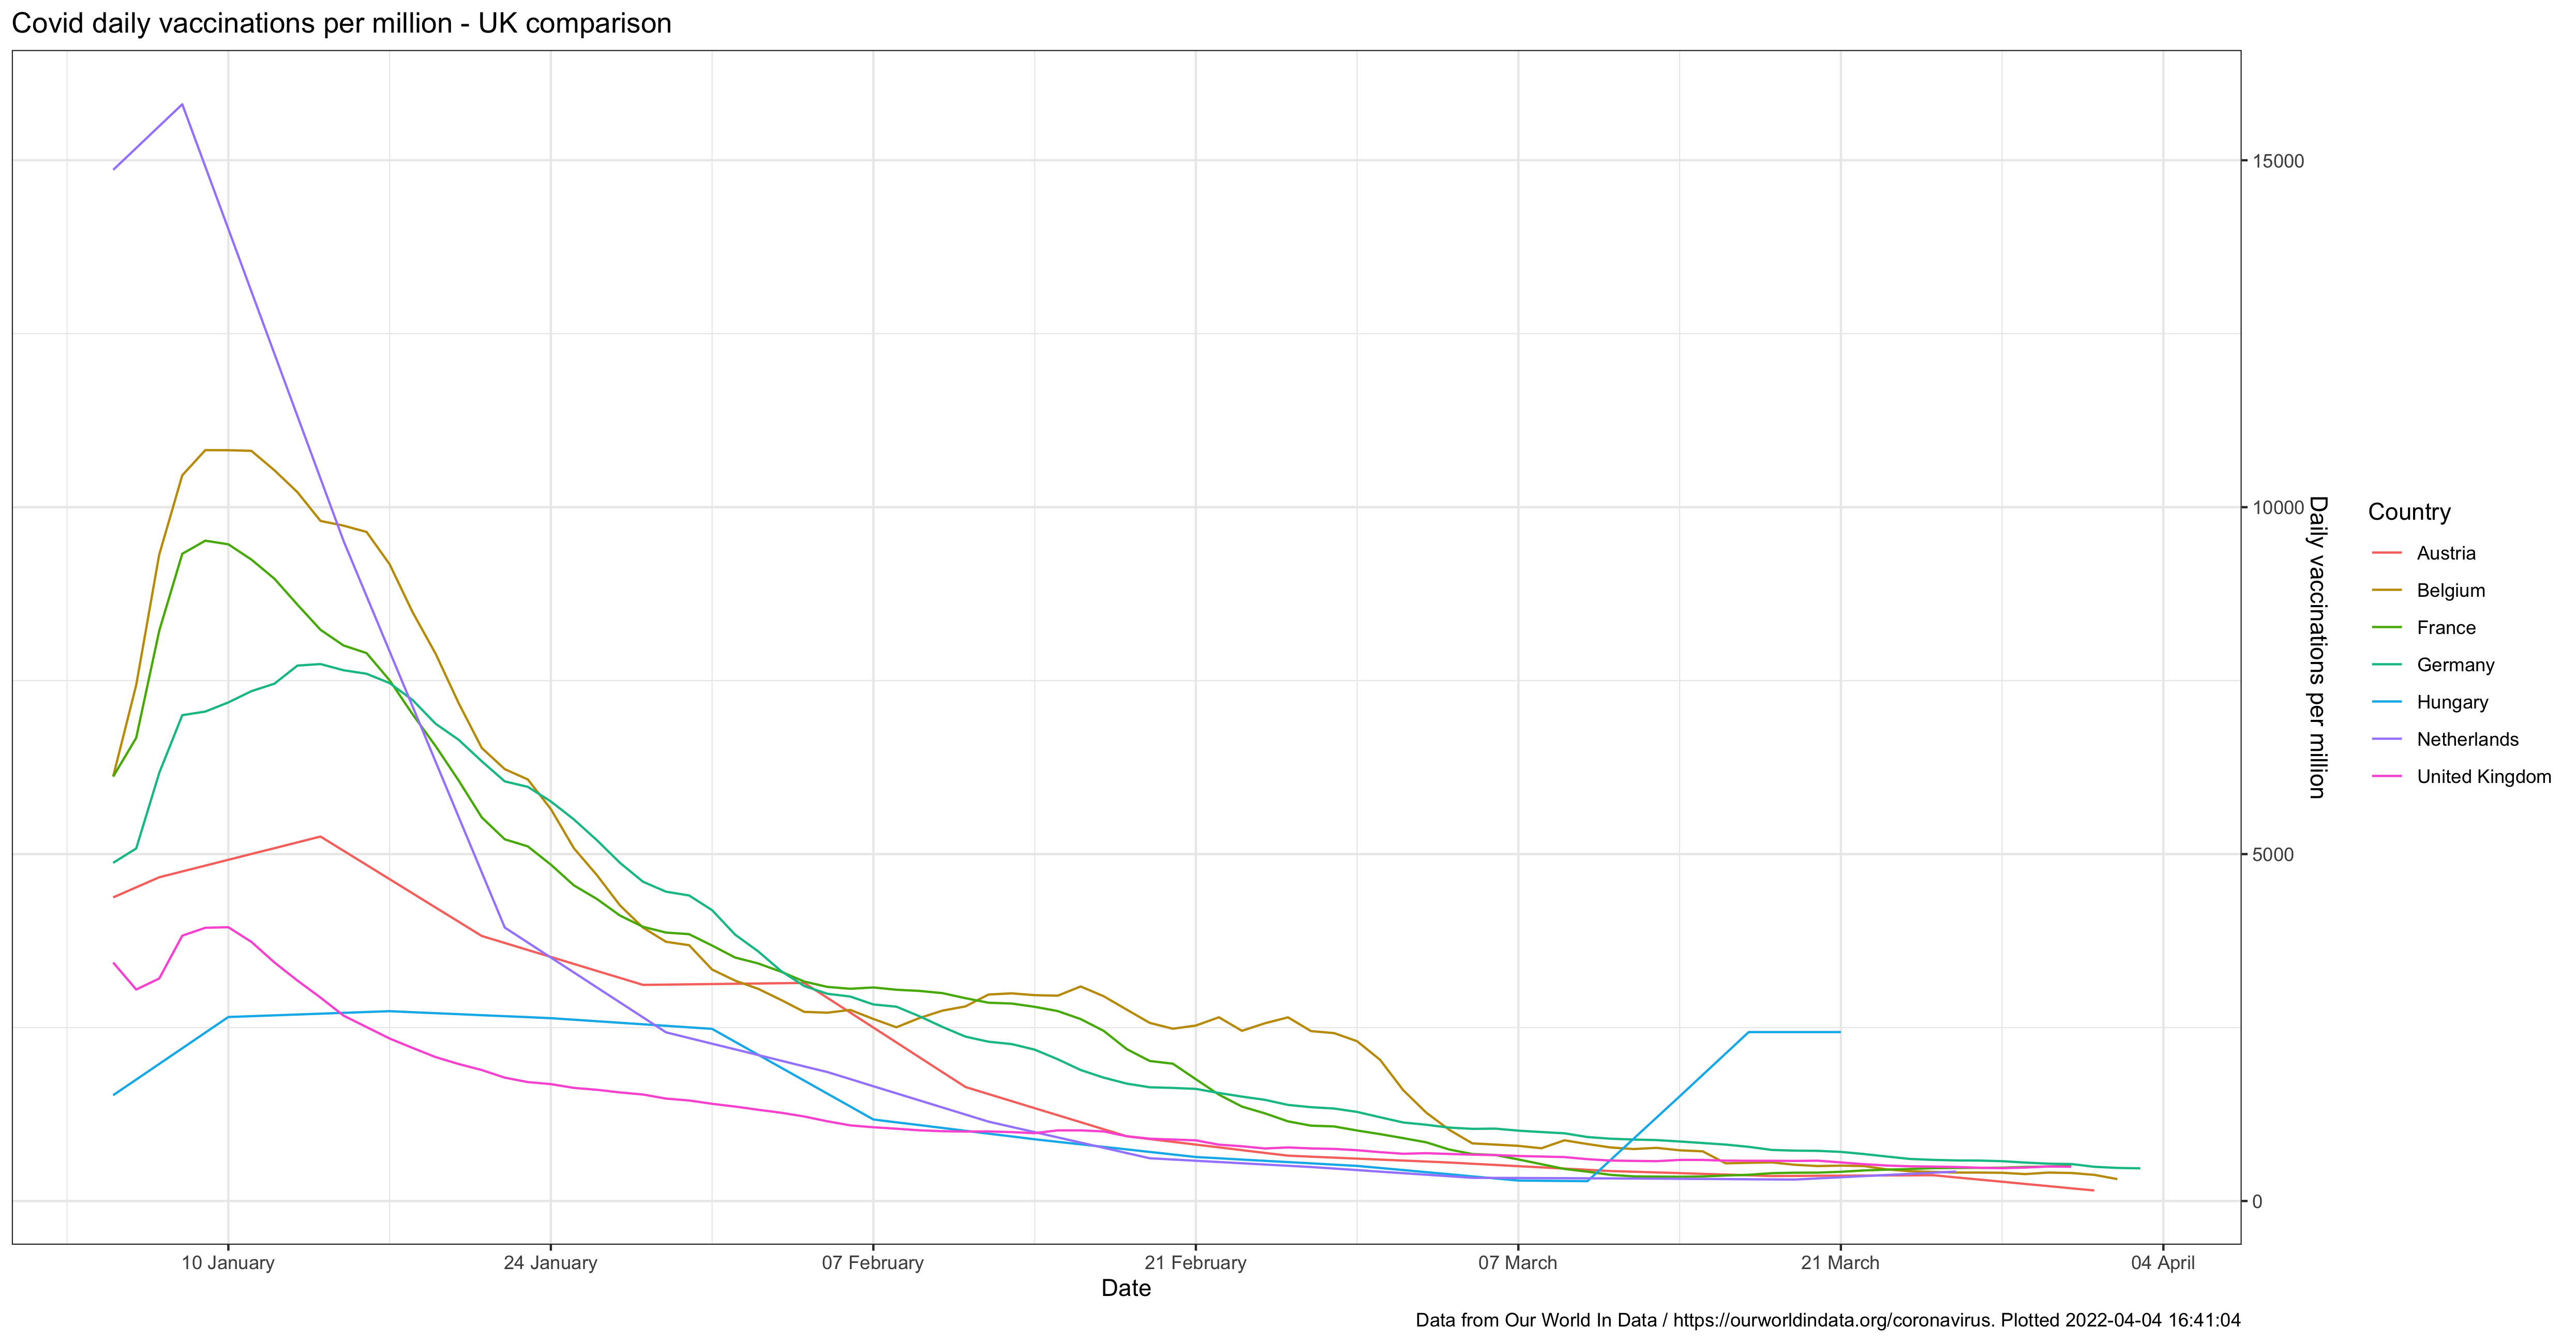 Covid daily vaccinations per million - UK comparison
15000
10000
5000
0
Daily vaccinations per million
Country
Austria
Belgium
France
Germany
Hungary
Netherlands
United Kingdom
10 January
24 January
07 February
21 February
07 March
21 March
04 April
Date
Data from Our World In Data / https://ourworldindata.org/coronavirus. Plotted 2022-04-04 16:41:04